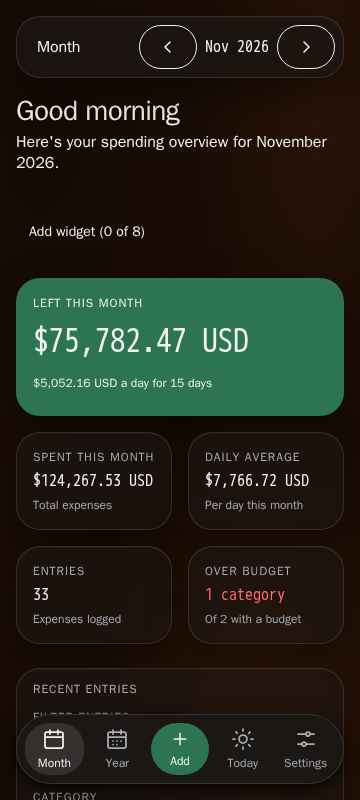 Month
Nov 2026
Good morning
Here's your spending overview for November
2026.
Add widget (0 of 8)
LEFT THIS MONTH
$75,782.47 USD
$5,052.16 USD a day for 15 days
SPENT THIS MONTH
$124,267.53 USD
Total expenses
DAILY AVERAGE
$7,766.72 USD
Per day this month
ENTRIES
33
Expenses logged
OVER BUDGET
1 category
Of 2 with a budget
RECENT ENTRIES
FILTER ENTRIES
Month
Year
Add
Today
Settings
CATEGORY